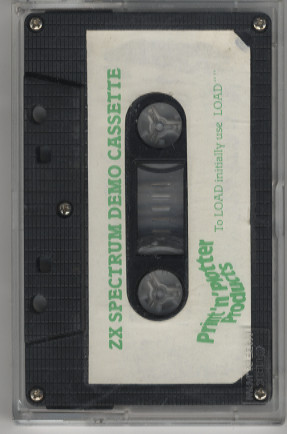 ZX SPECTRUM DEMO CASSETTE
To LOAD initially use LOAD""
Print'n'Plotter
Products